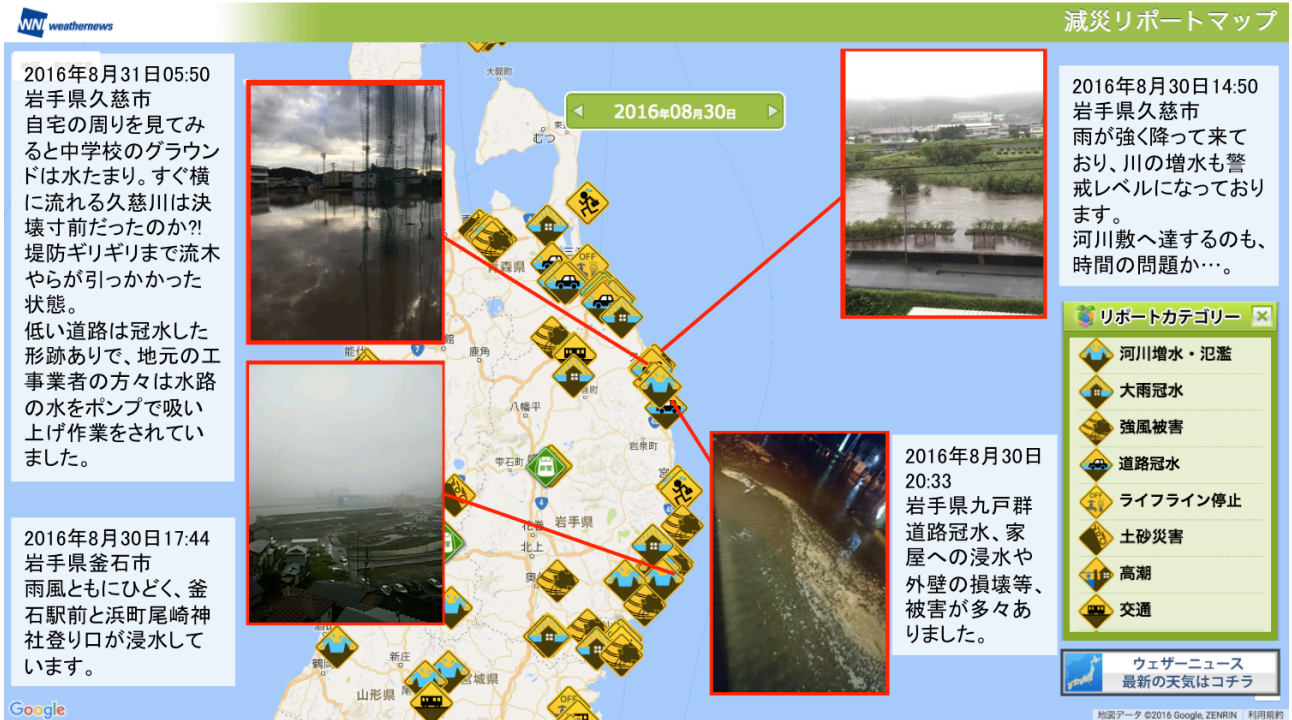 WNI weathernews
減災リポートマップ
2016年8月31日05:50
岩手県久慈市
自宅の周りを見てみ
ると中学校のグラウン
ドは水たまり。すぐ横
に流れる久慈川は決
壊寸前だったのか?!
堤防ギリギリまで流木
やらが引っかかった
状態。
低い道路は冠水した
形跡ありで、地元の工
事業者の方々は水路
の水をポンプで吸い
上げ作業をされてい
ました。
2016年8月30日17:44
岩手県釜石市
雨風ともにひどく、釜
石駅前と浜町尾崎神
社登り口が浸水して
います。
2016年08月30日
大間町
むつ
青森県
OFF
能代
7
鹿角
八幡平
岩泉町
雫石町
4
花巻
岩手県
北上
新庄
鶴岡
宮城県
山形県
OFF
2016年8月30日14:50
岩手県久慈市
雨が強く降って来て
おり、川の増水も警
戒レベルになっており
ます。
河川敷へ達するのも、
時間の問題か…。
2016年8月30日
20:33
岩手県九戸群
道路冠水、家
屋への浸水や
外壁の損壊等、
被害が多々あ
りました。
リポートカテゴリー
河川増水・氾濫
大雨冠水
強風被害
道路冠水
OFF
ライフライン停止
土砂災害
高潮
交通
ウェザーニュース
最新の天気はコチラ
Google
地図データ ©2016 Google, ZENRIN
利用規約